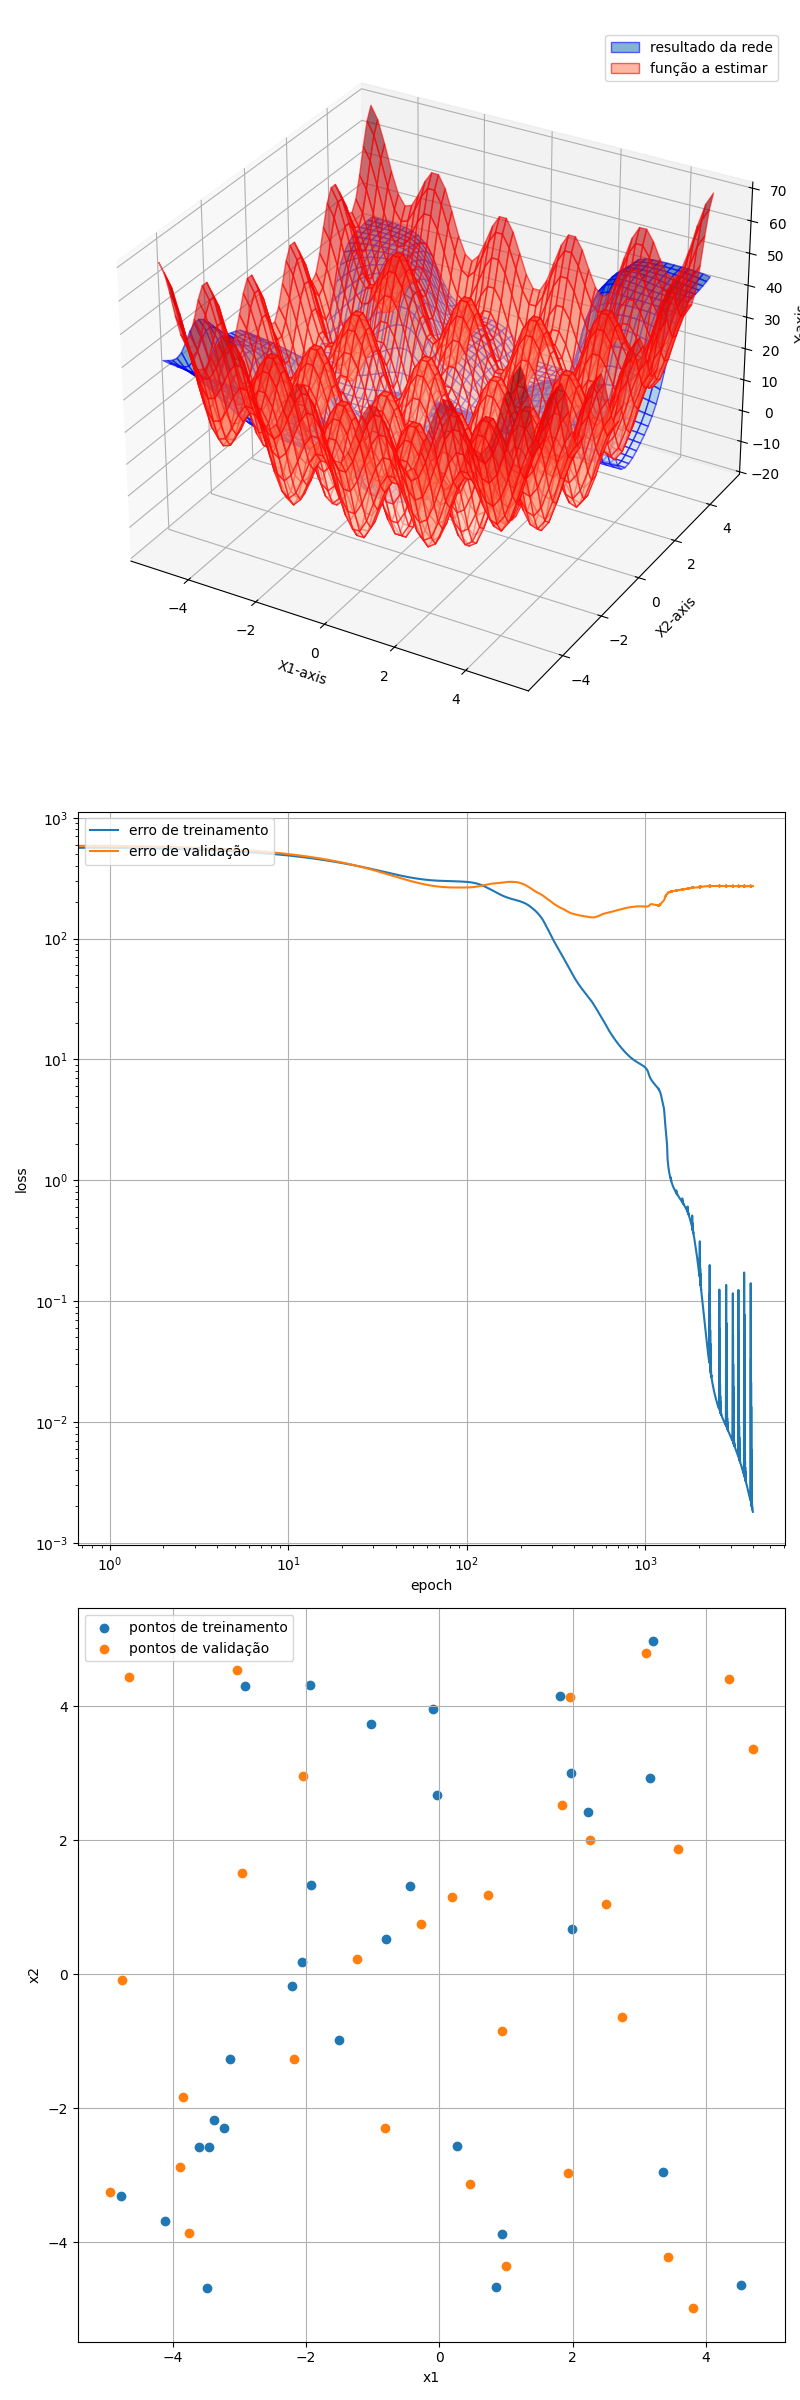 resultado da rede
função a estimar
70
60
50
40
30
20
10
0
−10
−20
−4
−2
0
2
4
X1-axis
−4
−2
0
2
4
X2-axis
10³
10²
10¹
10⁰
10⁻¹
10⁻²
10⁻³
erro de treinamento
erro de validação
loss
10⁰ 10¹ 10² 10³
epoch
pontos de treinamento
pontos de validação
4
2
0
−2
−4
x2
−4 −2 0 2 4
x1